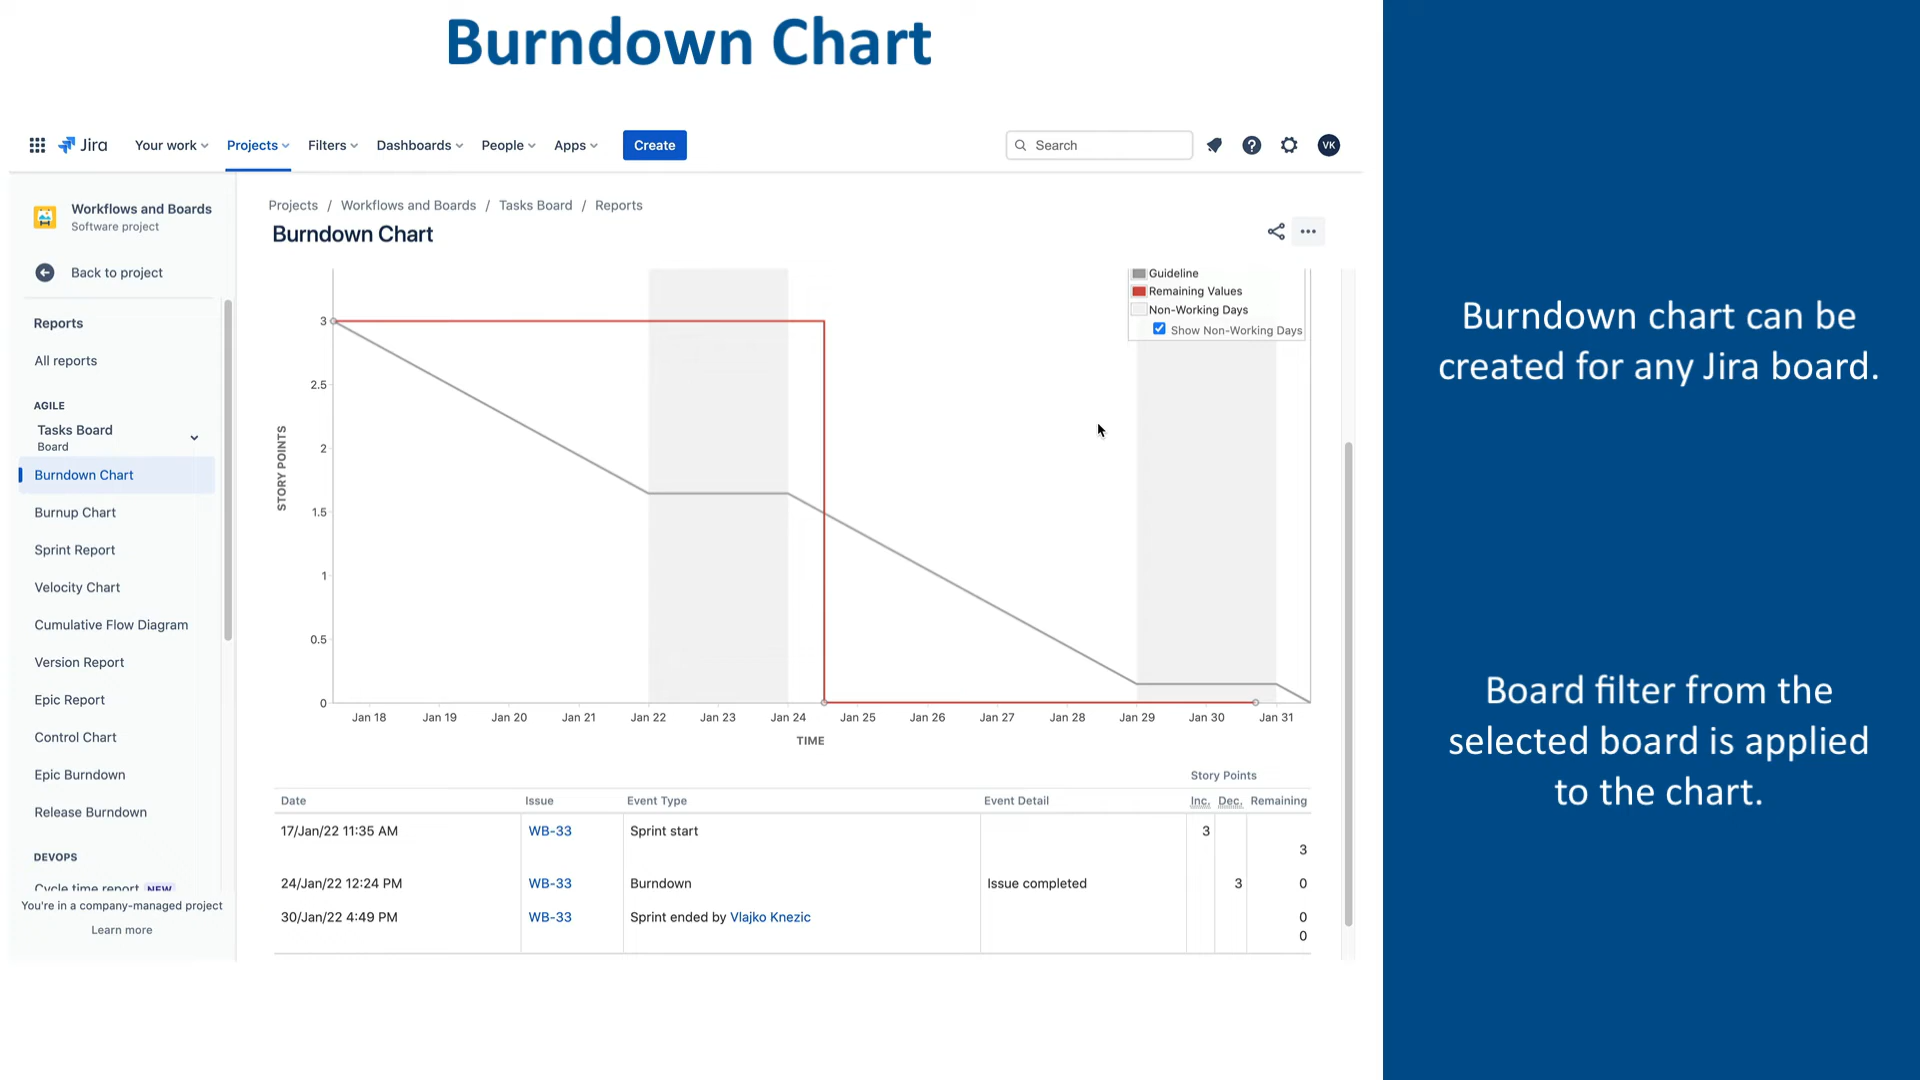 Burndown Chart
Jira
Your work
Projects
Filters
Dashboards
People
Apps
Create
Search
VK
Workflows and Boards
Software project
Back to project
Reports
All reports
AGILE
Tasks Board
Board
Burndown Chart
Burnup Chart
Sprint Report
Velocity Chart
Cumulative Flow Diagram
Version Report
Epic Report
Control Chart
Epic Burndown
Release Burndown
DEVOPS
Cycle time report NEW
You're in a company-managed project
Learn more
Projects / Workflows and Boards / Tasks Board / Reports
Burndown Chart
Guideline
Remaining Values
Non-Working Days
Show Non-Working Days
STORY POINTS
3
2.5
2
1.5
1
0.5
0
Jan 18 Jan 19 Jan 20 Jan 21 Jan 22 Jan 23 Jan 24 Jan 25 Jan 26 Jan 27 Jan 28 Jan 29 Jan 30 Jan 31
TIME
Story Points
Date Issue Event Type Event Detail Inc. Dec. Remaining
17/Jan/22 11:35 AM WB-33 Sprint start 3
3
24/Jan/22 12:24 PM WB-33 Burndown Issue completed 3 0
30/Jan/22 4:49 PM WB-33 Sprint ended by Vlajko Knezic 0
0
Burndown chart can be
created for any Jira board.
Board filter from the
selected board is applied
to the chart.